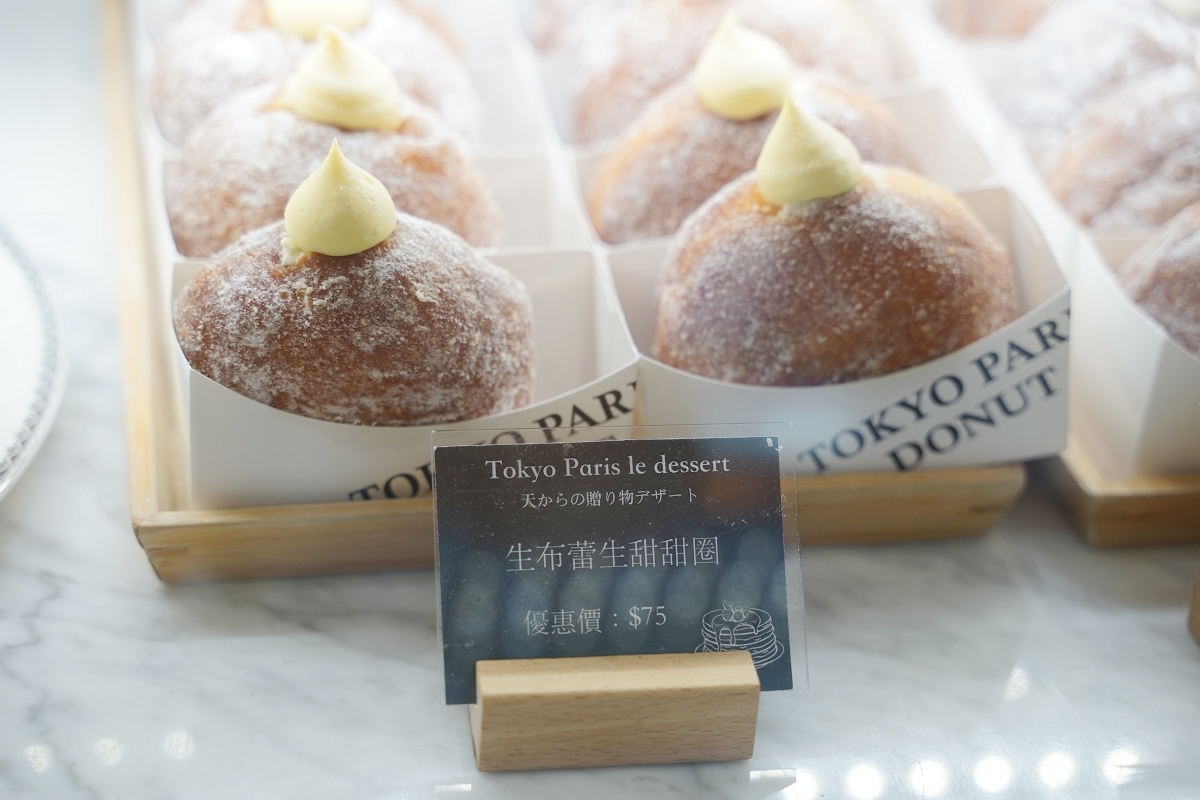 TOKYO PARI
DONUT
TOKYO PARI
Tokyo Paris le dessert
天からの贈り物デザート
生布蕾生甜甜圈
優惠價：$75